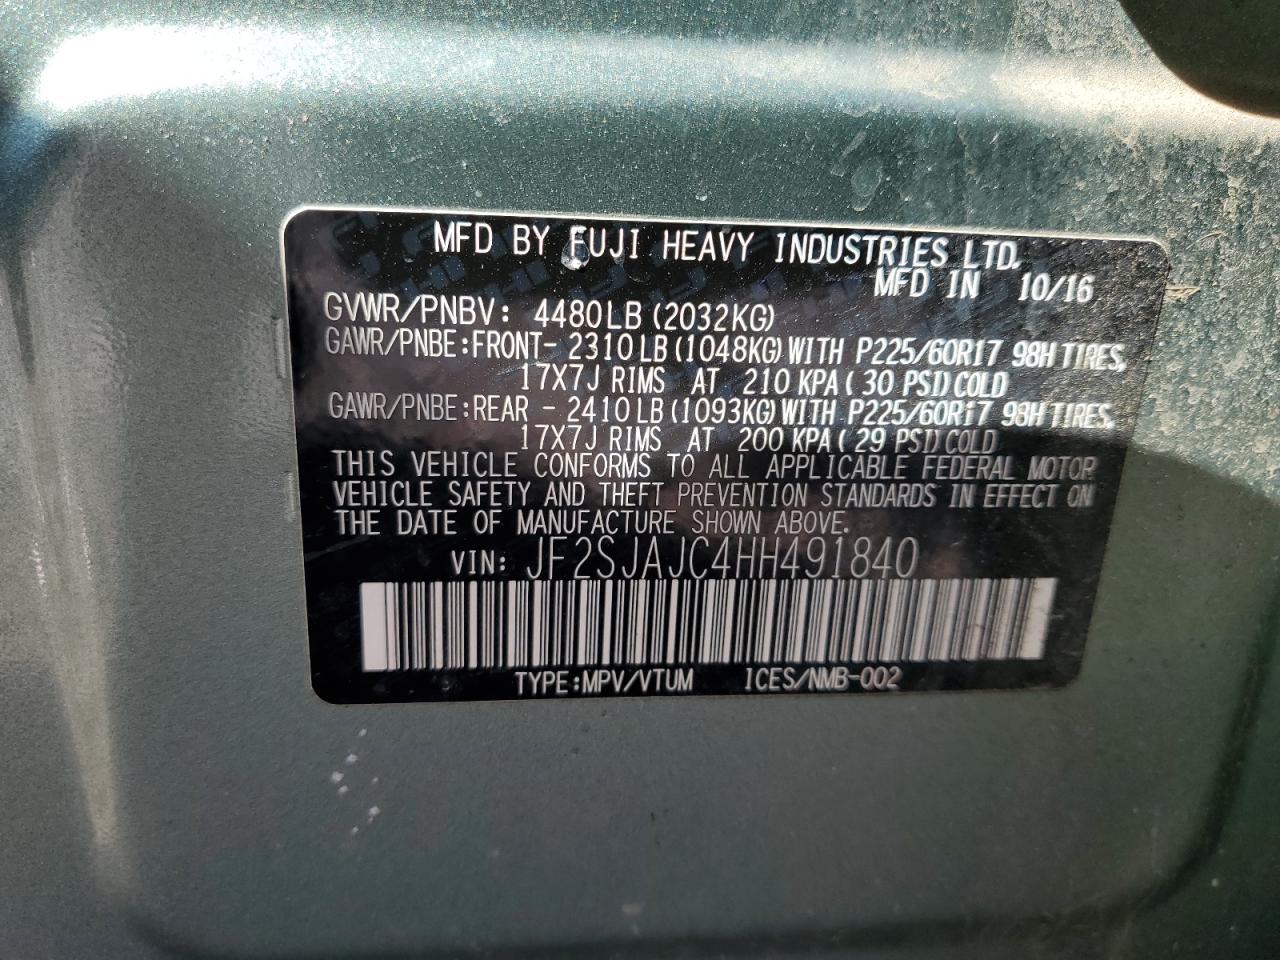 MFD BY FUJI HEAVY INDUSTRIES LTD.
MFD IN 10/16
GVWR/PNBV: 4480LB (2032KG)
GAWR/PNBE:FRONT- 2310LB (1048KG) WITH P225/60R17 98H TIRES,
17X7J RIMS AT 210 KPA ( 30 PSI) COLD
GAWR/PNBE:REAR - 2410LB (1093KG) WITH P225/60R17 98H TIRES,
17X7J RIMS AT 200 KPA ( 29 PSI) COLD
THIS VEHICLE CONFORMS TO ALL APPLICABLE FEDERAL MOTOR
VEHICLE SAFETY AND THEFT PREVENTION STANDARDS IN EFFECT ON
THE DATE OF MANUFACTURE SHOWN ABOVE.
VIN: JF2SJAJC4HH491840
TYPE:MPV/VTUM ICES/NMB-002